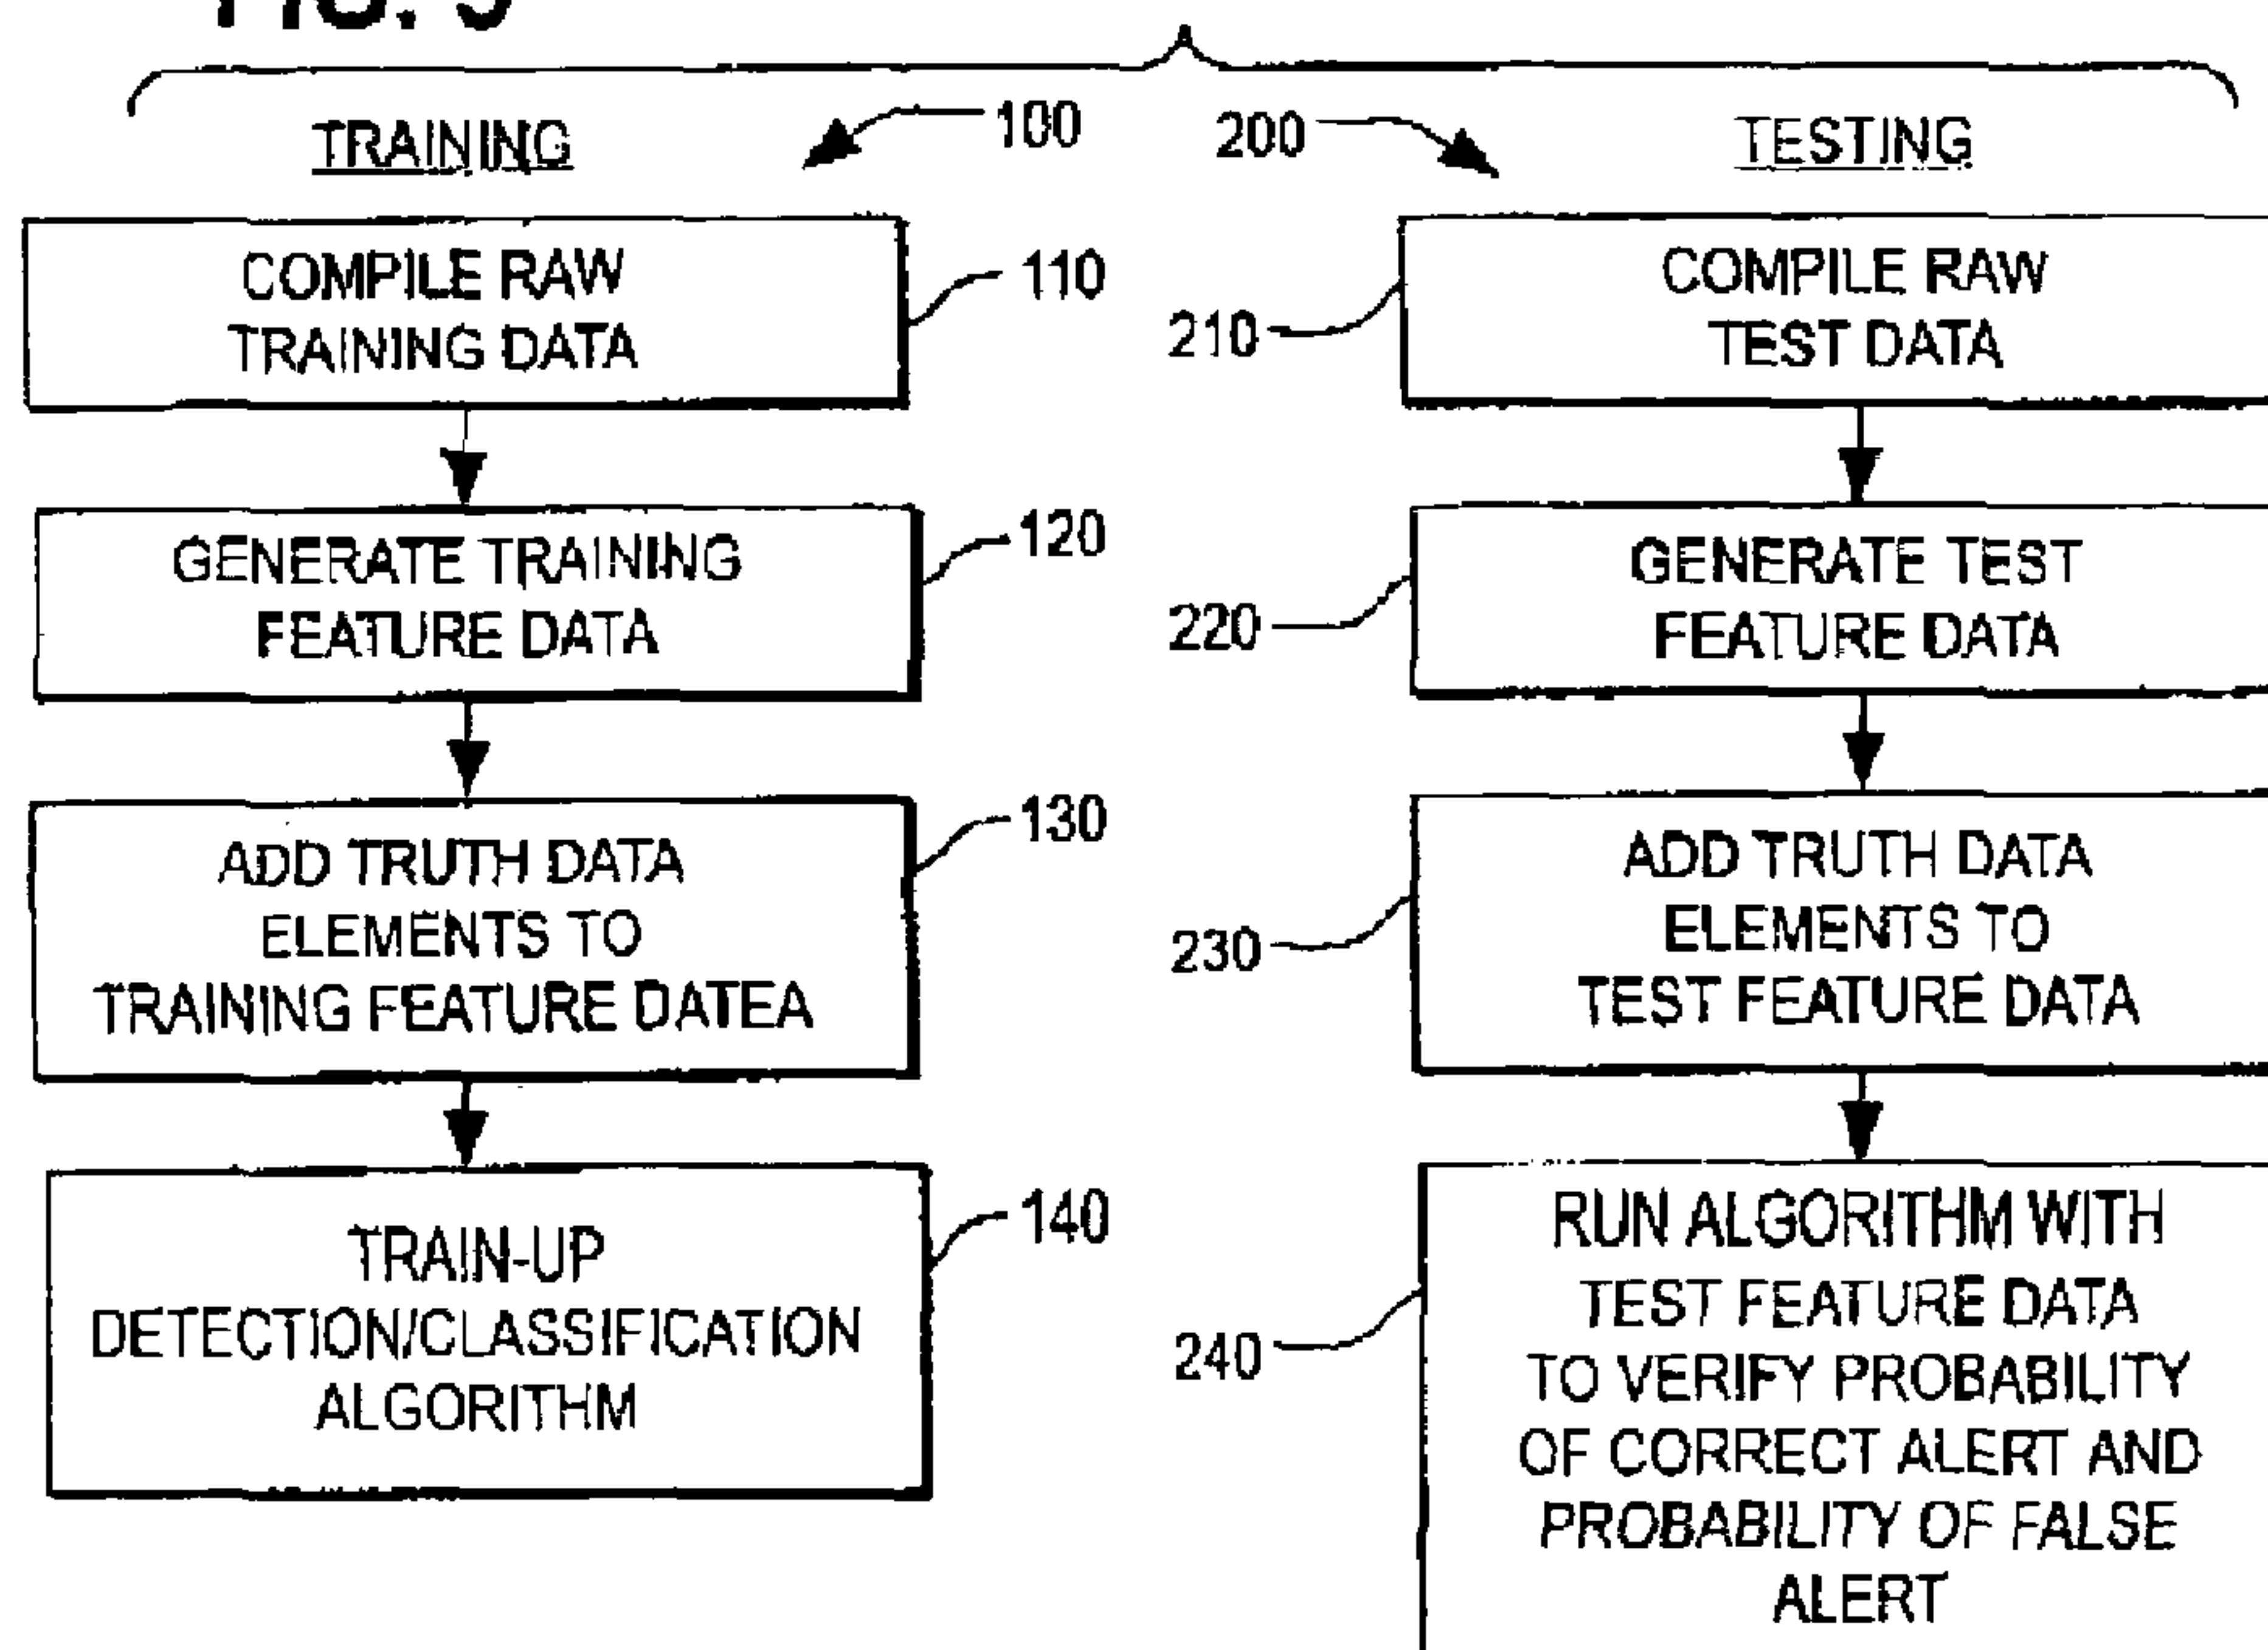 TRAINING
100
COMPILE RAW
TRAINING DATA
110
GENERATE TRAINING
FEATURE DATA
120
ADD TRUTH DATA
ELEMENTS TO
TRAINING FEATURE DATEA
130
TRAIN-UP
DETECTION/CLASSIFICATION
ALGORITHM
140
200
TESTING
210
COMPILE RAW
TEST DATA
220
GENERATE TEST
FEATURE DATA
230
ADD TRUTH DATA
ELEMENTS TO
TEST FEATURE DATA
240
RUN ALGORITHM WITH
TEST FEATURE DATA
TO VERIFY PROBABILITY
OF CORRECT ALERT AND
PROBABILITY OF FALSE
ALERT